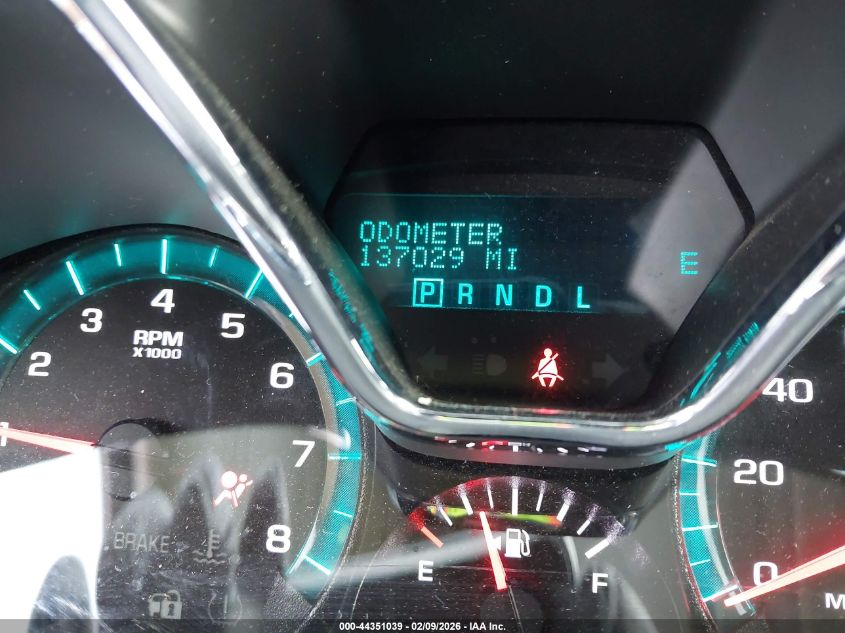 ODOMETER
137029 MI
E
P R N D L
1
2
3
4
5
6
7
8
RPM
X1000
BRAKE
E
F
40
20
0
M
000-44351039 - 02/09/2026 - IAA Inc.